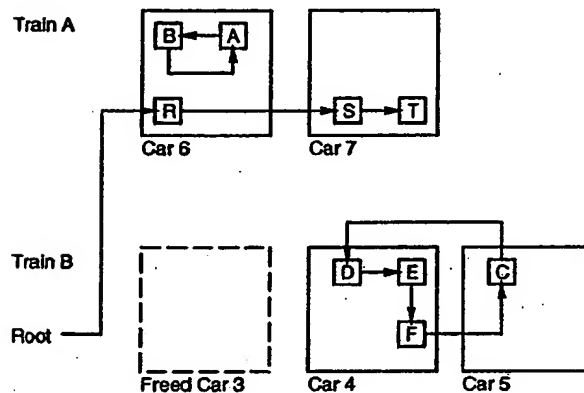 Train A
B A
R S T
Car 6 Car 7
Train B
D E C
F
Root
Freed Car 3 Car 4 Car 5